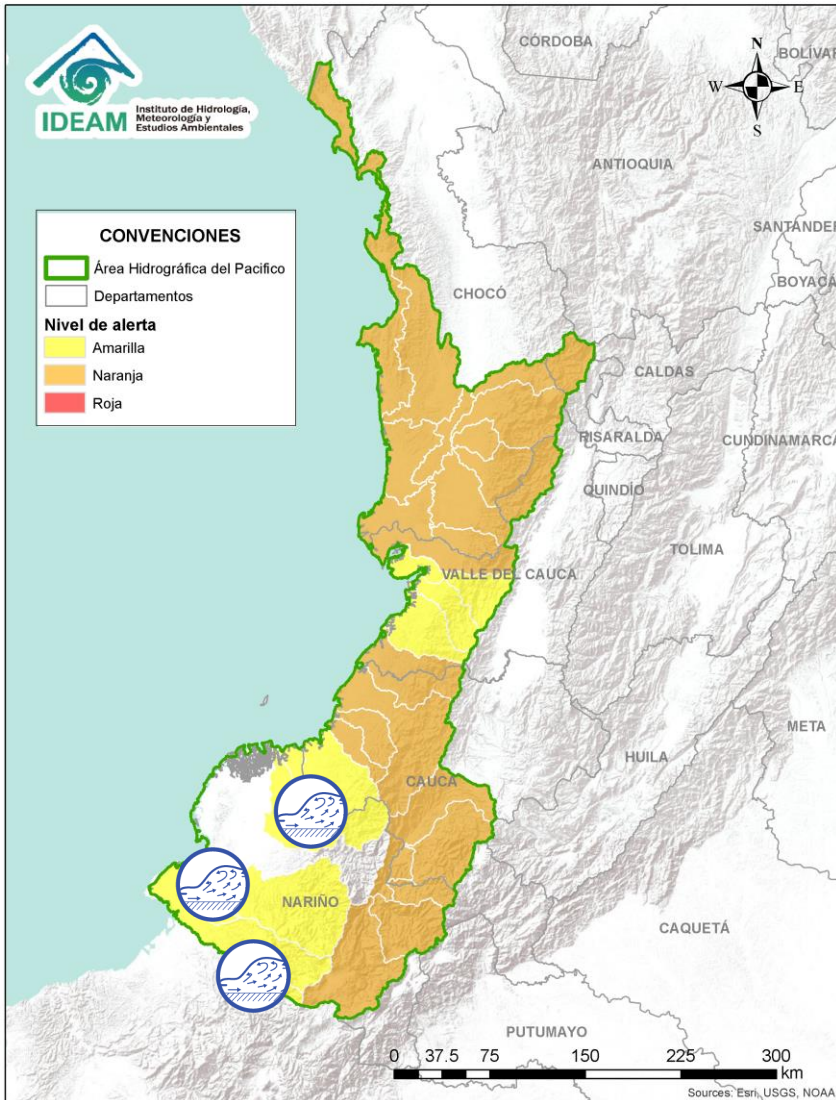 IDEAM
Instituto de Hidrología,
Meteorología y
Estudios Ambientales
CÓRDOBA
BOLÍVAR
N
W
E
S
ANTIOQUIA
CONVENCIONES
Área Hidrográfica del Pacifico
Departamentos
Nivel de alerta
Amarilla
Naranja
Roja
SANTANDER
BOYACÁ
CHOCÓ
CALDAS
RISARALDA
CUNDINAMARCA
QUINDÍO
TOLIMA
VALLE DEL CAUCA
META
HUILA
CAUCA
NARIÑO
CAQUETÁ
PUTUMAYO
0 37.5 75 150 225 300
km
Sources: Esri, USGS, NOAA